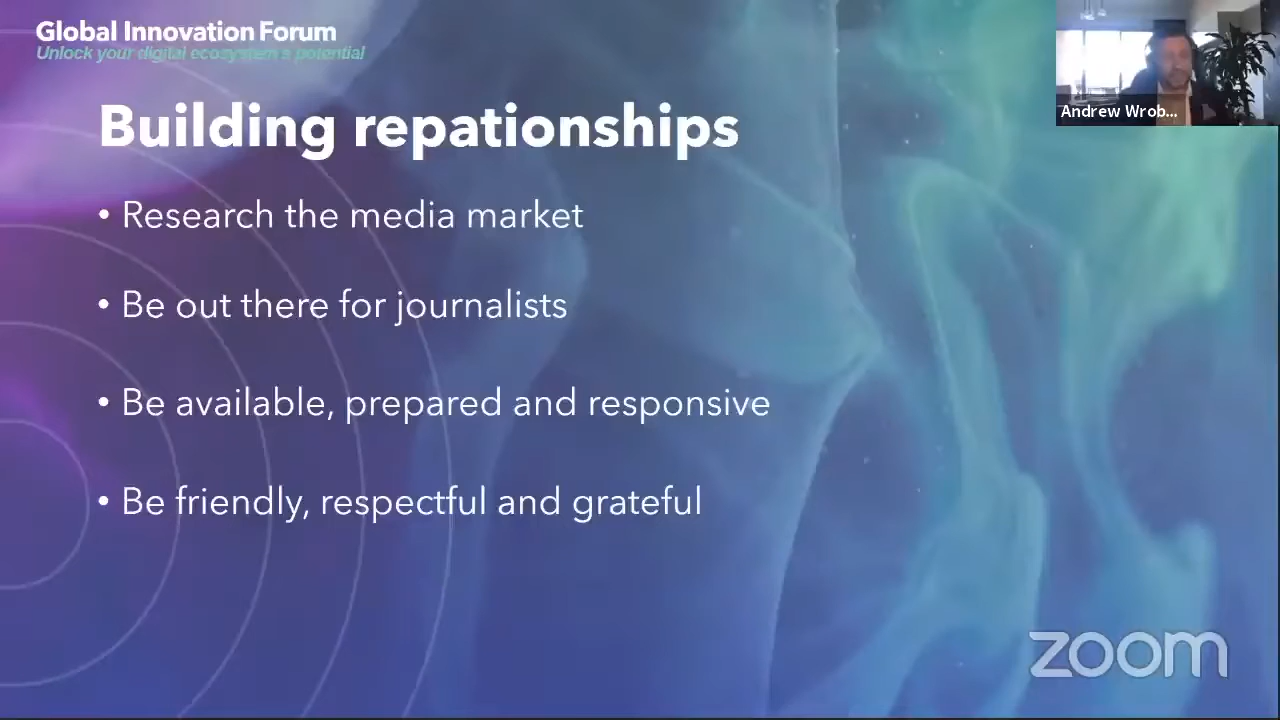 Global Innovation Forum
Unlock your digital ecosystem's potential
Andrew Wrob...
Building repationships
• Research the media market
• Be out there for journalists
• Be available, prepared and responsive
• Be friendly, respectful and grateful
zoom